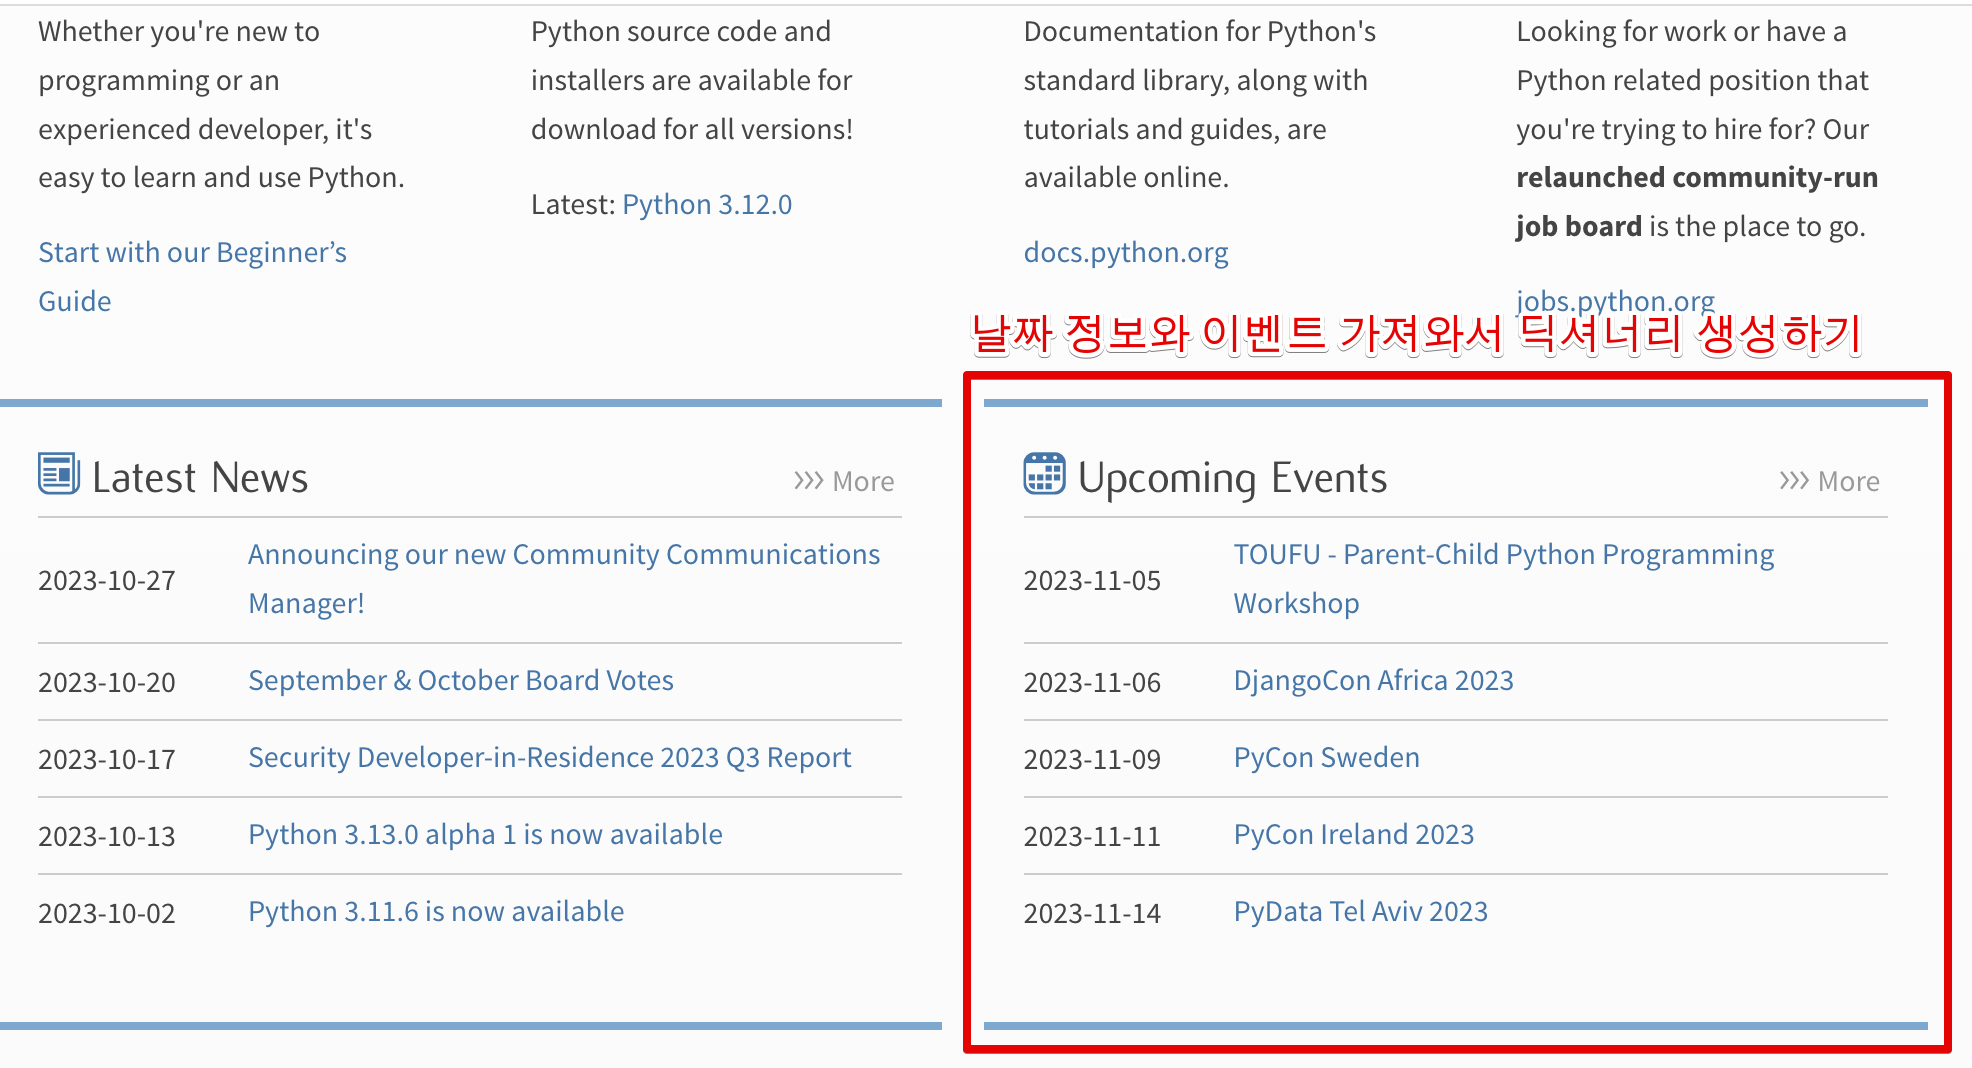 Whether you're new to
programming or an
experienced developer, it's
easy to learn and use Python.
Start with our Beginner’s
Guide
Python source code and
installers are available for
download for all versions!
Latest: Python 3.12.0
Documentation for Python's
standard library, along with
tutorials and guides, are
available online.
docs.python.org
Looking for work or have a
Python related position that
you're trying to hire for? Our
relaunched community-run
job board is the place to go.
jobs.python.org
날짜 정보와 이벤트 가져와서 딕셔너리 생성하기
Latest News
>>> More
2023-10-27
Announcing our new Community Communications
Manager!
2023-10-20 September & October Board Votes
2023-10-17 Security Developer-in-Residence 2023 Q3 Report
2023-10-13 Python 3.13.0 alpha 1 is now available
2023-10-02 Python 3.11.6 is now available
Upcoming Events
>>> More
2023-11-05
TOUFU - Parent-Child Python Programming
Workshop
2023-11-06 DjangoCon Africa 2023
2023-11-09 PyCon Sweden
2023-11-11 PyCon Ireland 2023
2023-11-14 PyData Tel Aviv 2023